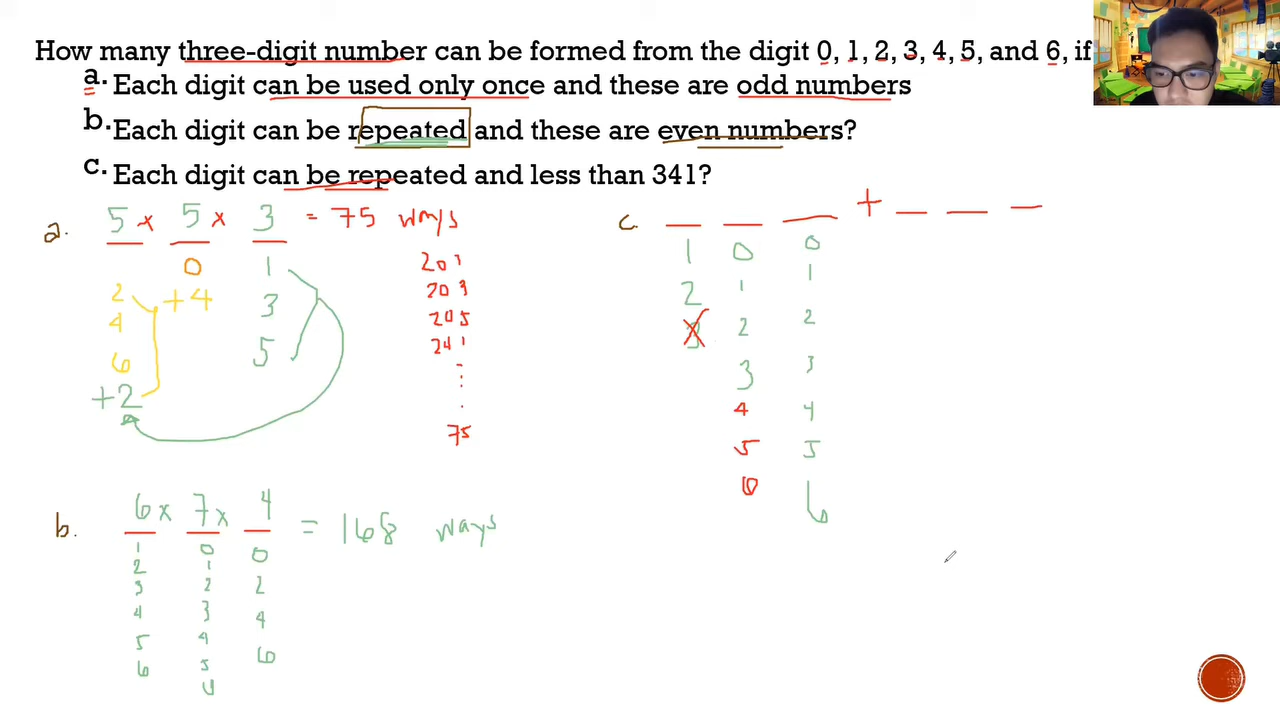 How many three-digit number can be formed from the digit 0, 1, 2, 3, 4, 5, and 6, if
a. Each digit can be used only once and these are odd numbers
b. Each digit can be repeated and these are even numbers?
c. Each digit can be repeated and less than 341?
a. 5 x 5 x 3 = 75 ways
0 1
2 +4 3
4 5
6
+2
201
203
205
241
75
b. 6 x 7 x 4 = 168 ways
1 0 0
2 1 2
3 2 4
4 3 6
5 4
6 5
c. _ _ _ + _ _ _
1 0 0
2 1 1
3 2 2
3 3
4 4
5 5
6